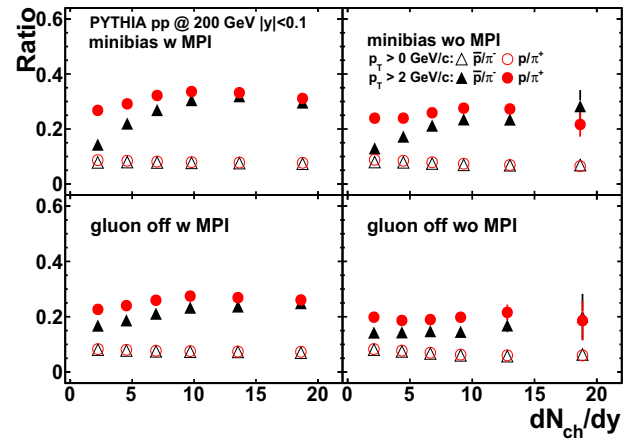 Ratio
PYTHIA pp @ 200 GeV |y|<0.1
minibias w MPI
minibias wo MPI
p_T > 0 GeV/c: △ p̅/π⁻ ○ p/π⁺
p_T > 2 GeV/c: ▲ p̅/π⁻ ● p/π⁺
0.6
0.4
0.2
0
gluon off w MPI
gluon off wo MPI
0.6
0.4
0.2
0
0 5 10 15 20
0 5 10 15 20
dN_ch/dy